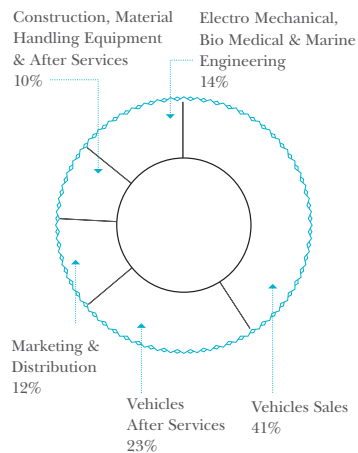 Construction, Material
Handling Equipment
& After Services
10%
Electro Mechanical,
Bio Medical & Marine
Engineering
14%
Marketing &
Distribution
12%
Vehicles
After Services
23%
Vehicles Sales
41%